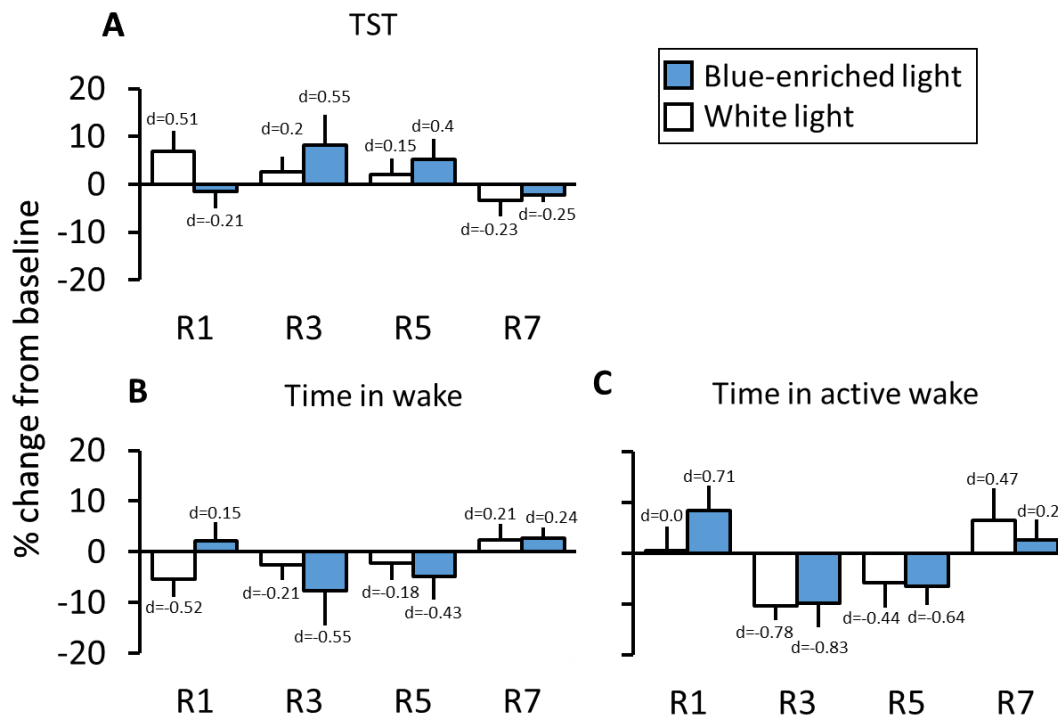 A
TST
Blue-enriched light
White light
% change from baseline
20
10
0
-10
-20
d=0.51
d=-0.21
d=0.2
d=0.55
d=0.15
d=0.4
d=-0.23
d=-0.25
R1 R3 R5 R7
B
Time in wake
20
10
0
-10
-20
d=-0.52
d=0.15
d=-0.21
d=-0.55
d=-0.18
d=-0.43
d=0.21
d=0.24
R1 R3 R5 R7
C
Time in active wake
d=0.0
d=0.71
d=-0.78
d=-0.83
d=-0.44
d=-0.64
d=0.47
d=0.2
R1 R3 R5 R7